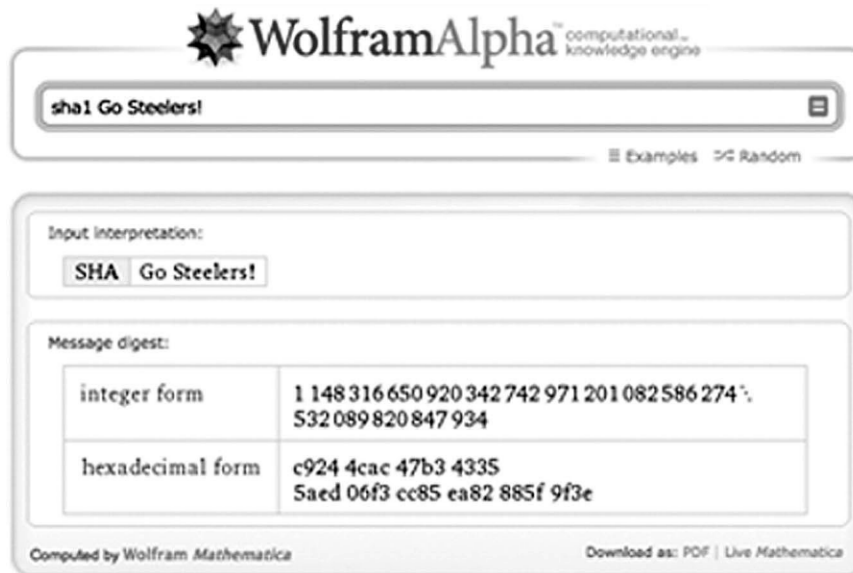 WolframAlpha™ computational
knowledge engine
sha1 Go Steelers!
Examples Random
Input interpretation:
SHA Go Steelers!
Message digest:
integer form 1 148 316 650 920 342 742 971 201 082 586 274
532 089 820 847 934
hexadecimal form c924 4cac 47b3 4335
5aed 06f3 cc85 ea82 885f 9f3e
Computed by Wolfram Mathematica Download as: PDF | Live Mathematica